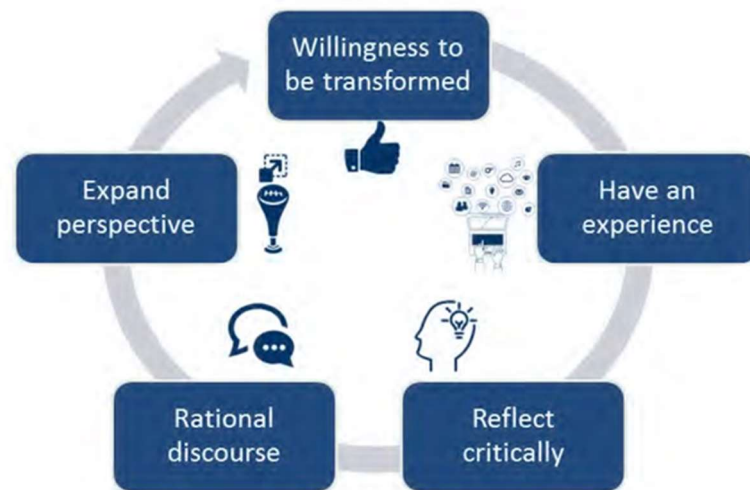 Willingness to
be transformed
Have an
experience
Reflect
critically
Rational
discourse
Expand
perspective